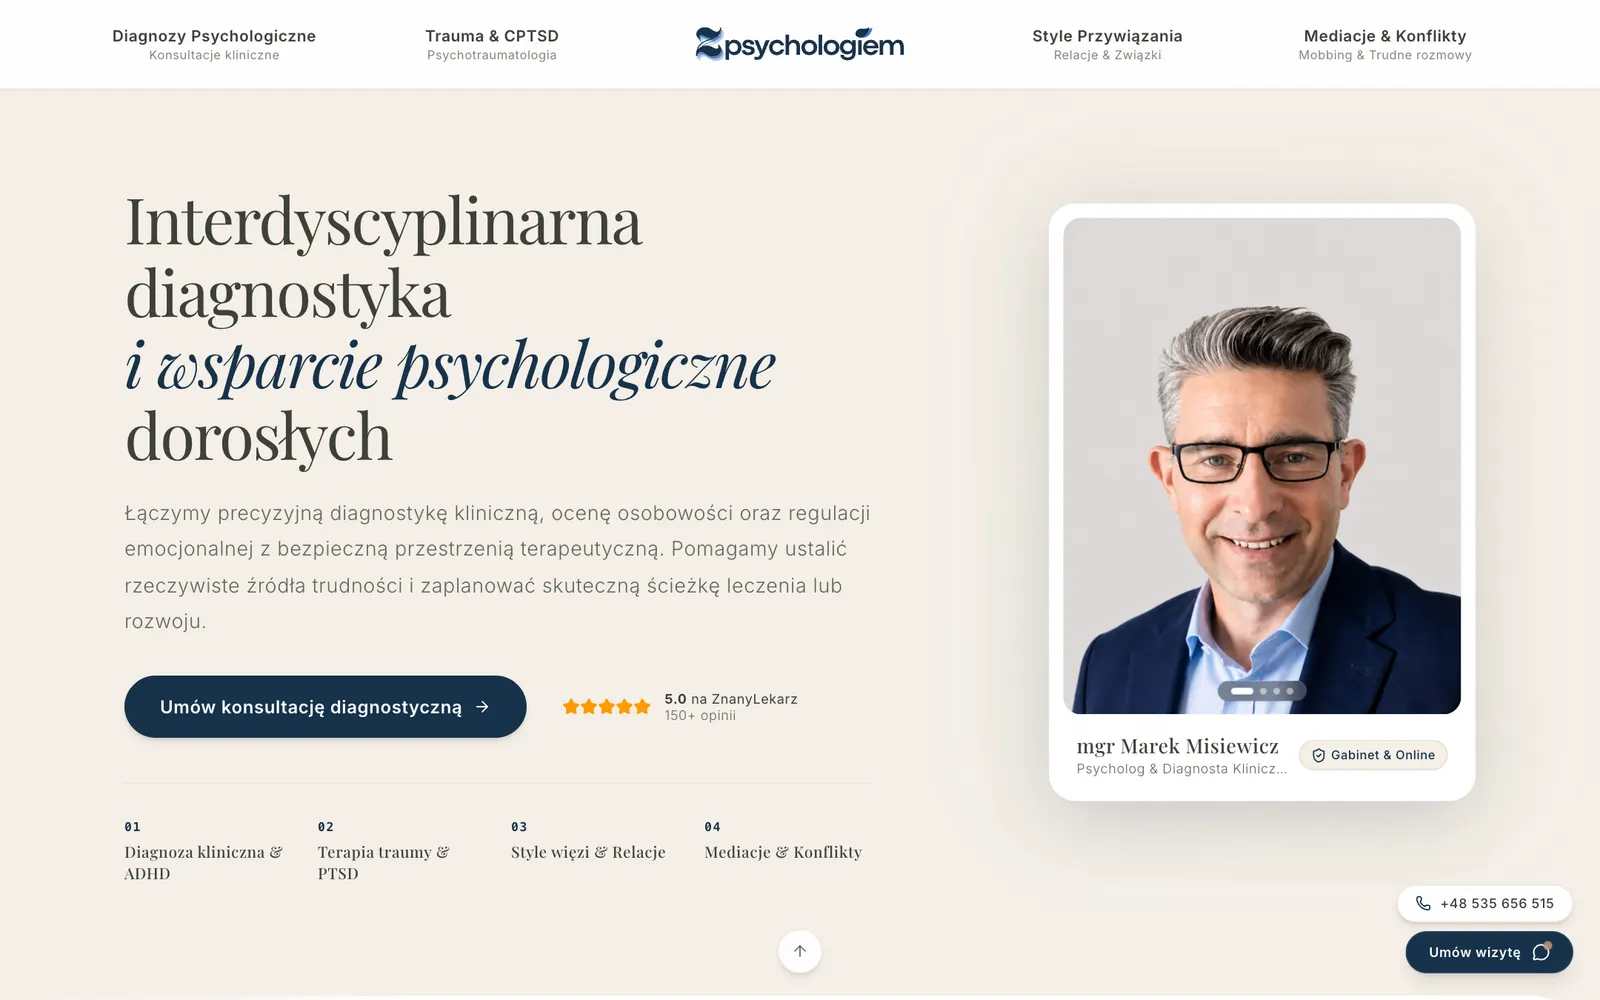 Diagnozy Psychologiczne
Konsultacje kliniczne
Trauma & CPTSD
Psychotraumatologia
Zpsychologiem
Style Przywiązania
Relacje & Związki
Mediacje & Konflikty
Mobbing & Trudne rozmowy
Interdyscyplinarna
diagnostyka
i wsparcie psychologiczne
dorosłych
Łączymy precyzyjną diagnostykę kliniczną, ocenę osobowości oraz regulacji
emocjonalnej z bezpieczną przestrzenią terapeutyczną. Pomagamy ustalić
rzeczywiste źródła trudności i zaplanować skuteczną ścieżkę leczenia lub
rozwoju.
Umów konsultację diagnostyczną
5.0 na ZnanyLekarz
150+ opinii
01
Diagnoza kliniczna &
ADHD
02
Terapia traumy &
PTSD
03
Style więzi & Relacje
04
Mediacje & Konflikty
mgr Marek Misiewicz
Psycholog & Diagnosta Klinicz...
Gabinet & Online
+48 535 656 515
Umów wizytę